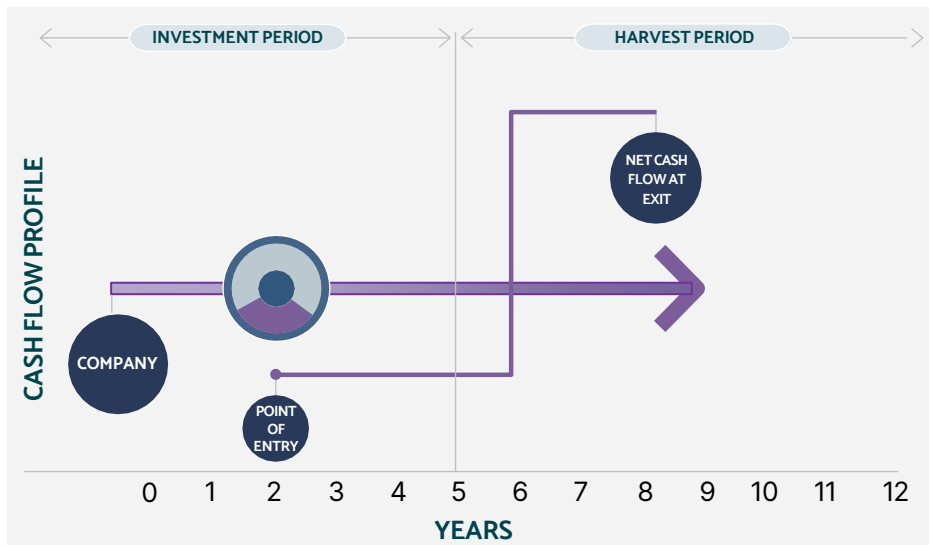 INVESTMENT PERIOD
HARVEST PERIOD
CASH FLOW PROFILE
NET CASH
FLOW AT
EXIT
COMPANY
POINT
OF
ENTRY
0 1 2 3 4 5 6 7 8 9 10 11 12
YEARS